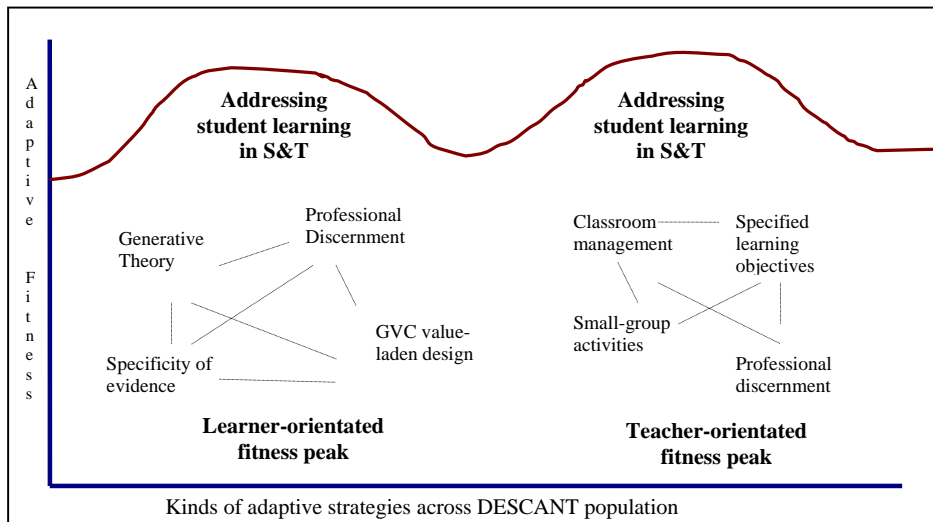 Adaptive Fitness
Addressing
student learning
in S&T
Addressing
student learning
in S&T
Generative
Theory
Professional
Discernment
Specificity of
evidence
GVC value-
laden design
Learner-orientated
fitness peak
Classroom
management
Specified
learning
objectives
Small-group
activities
Professional
discernment
Teacher-orientated
fitness peak
Kinds of adaptive strategies across DESCANT population